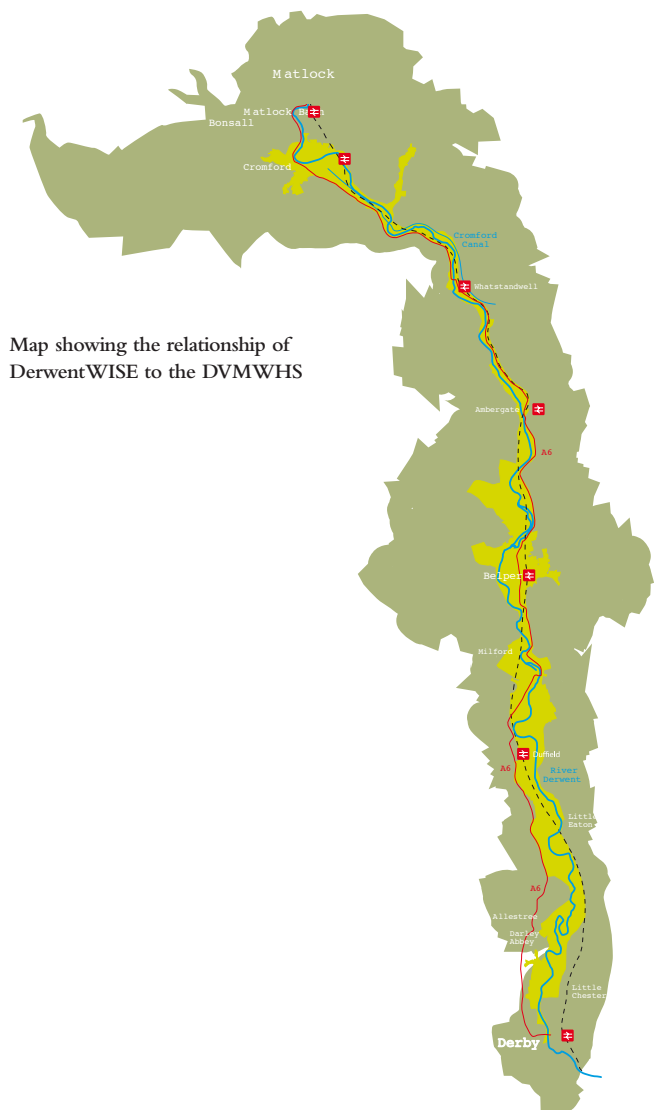 Matlock
Matlock Bath
Bonsall
Cromford
Cromford
Canal
Whatstandwell
Map showing the relationship of
DerwentWISE to the DVMWHS
Ambergate
A6
Belper
Milford
Duffield
A6
River
Derwent
Little
Eaton
A6
Allestree
Darley
Abbey
Little
Chester
Derby